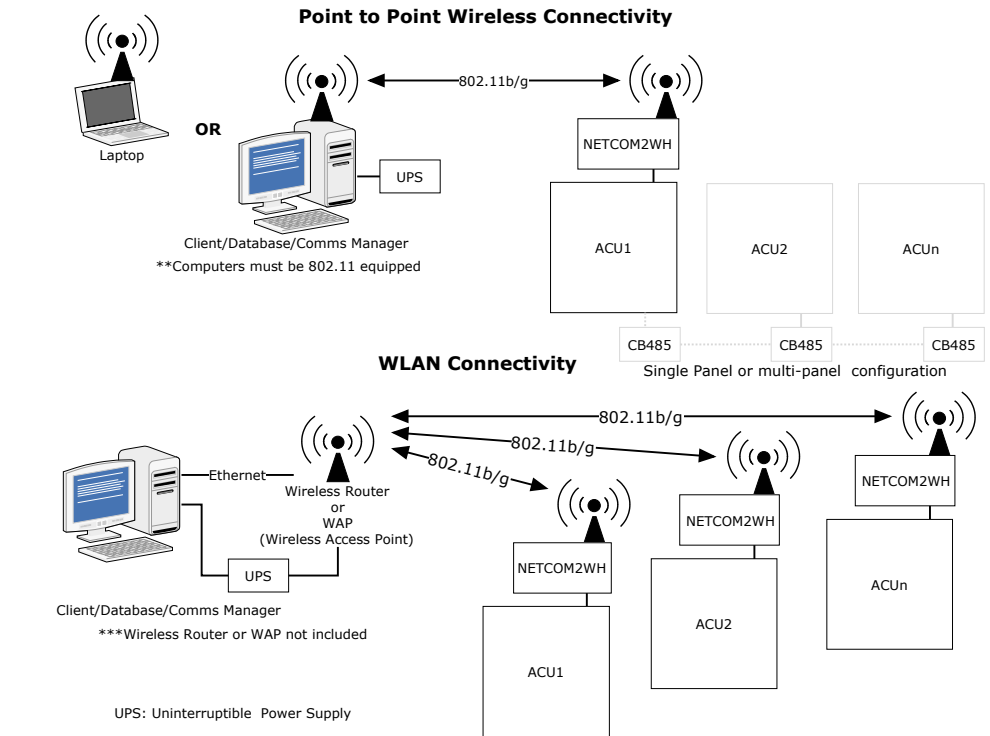 Point to Point Wireless Connectivity
802.11b/g
OR
NETCOM2WH
Laptop
UPS
Client/Database/Comms Manager
**Computers must be 802.11 equipped
ACU1
ACU2
ACUn
CB485
CB485
CB485
Single Panel or multi-panel configuration
WLAN Connectivity
802.11b/g
802.11b/g
802.11b/g
Ethernet
Wireless Router
or
WAP
(Wireless Access Point)
UPS
NETCOM2WH
NETCOM2WH
NETCOM2WH
ACU1
ACU2
ACUn
Client/Database/Comms Manager
***Wireless Router or WAP not included
UPS: Uninterruptible Power Supply